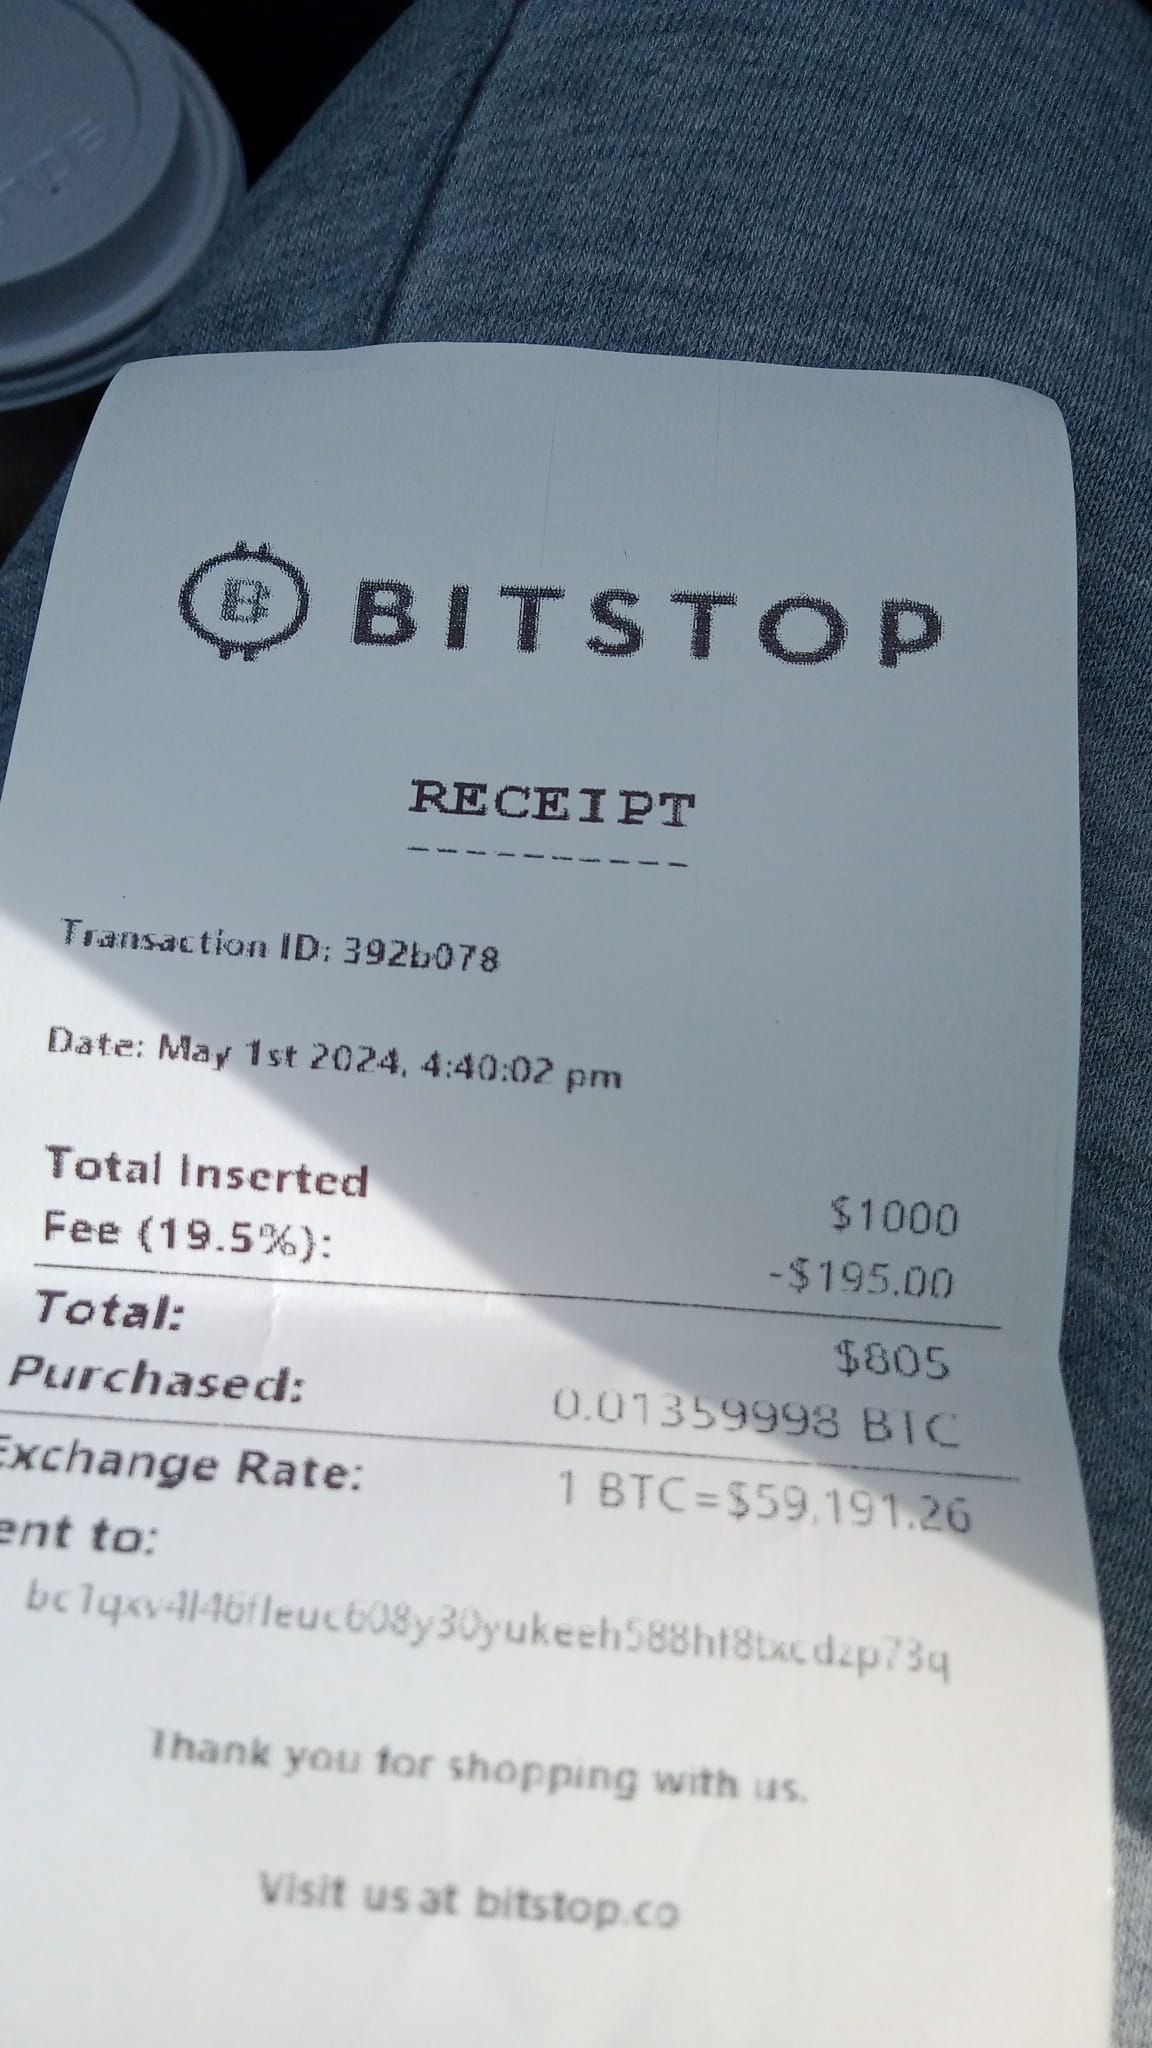 BITSTOP
RECEIPT
----------
Transaction ID: 392b078
Date: May 1st 2024, 4:40:02 pm
Total Inserted $1000
Fee (19.5%): -$195.00
Total: $805
Purchased: 0.01359998 BTC
Exchange Rate: 1 BTC=$59,191.26
ent to:
Thank you for shopping with us.
Visit us at bitstop.co